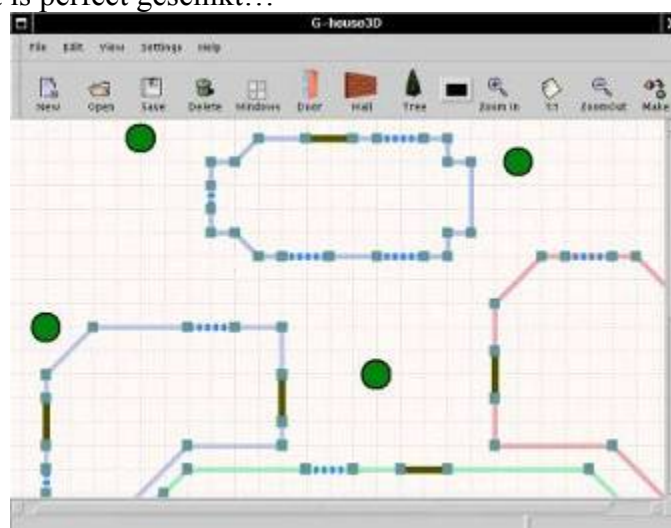 is perfect geschikt…
G-house3D
File Edit View Settings Help
New Open Save Delete Windows Door Wall Tree Zoom In 1:1 ZoomOut Make